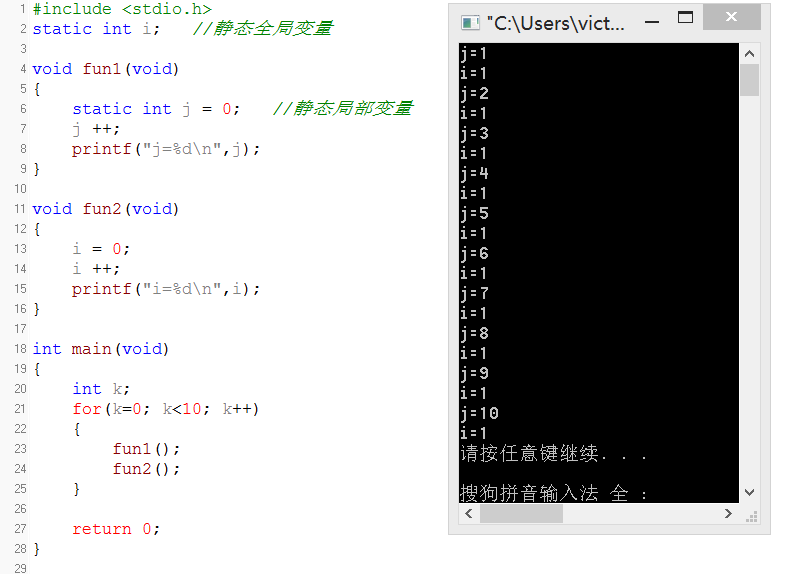 1 #include <stdio.h>
2 static int i;   //静态全局变量
3
4 void fun1(void)
5 {
6     static int j = 0;   //静态局部变量
7     j ++;
8     printf("j=%d\n",j);
9 }
10
11 void fun2(void)
12 {
13     i = 0;
14     i ++;
15     printf("i=%d\n",i);
16 }
17
18 int main(void)
19 {
20     int k;
21     for(k=0; k<10; k++)
22     {
23         fun1();
24         fun2();
25     }
26
27     return 0;
28 }
29
"C:\Users\vict...
j=1
i=1
j=2
i=1
j=3
i=1
j=4
i=1
j=5
i=1
j=6
i=1
j=7
i=1
j=8
i=1
j=9
i=1
j=10
i=1
请按任意键继续. . .
搜狗拼音输入法 全 :